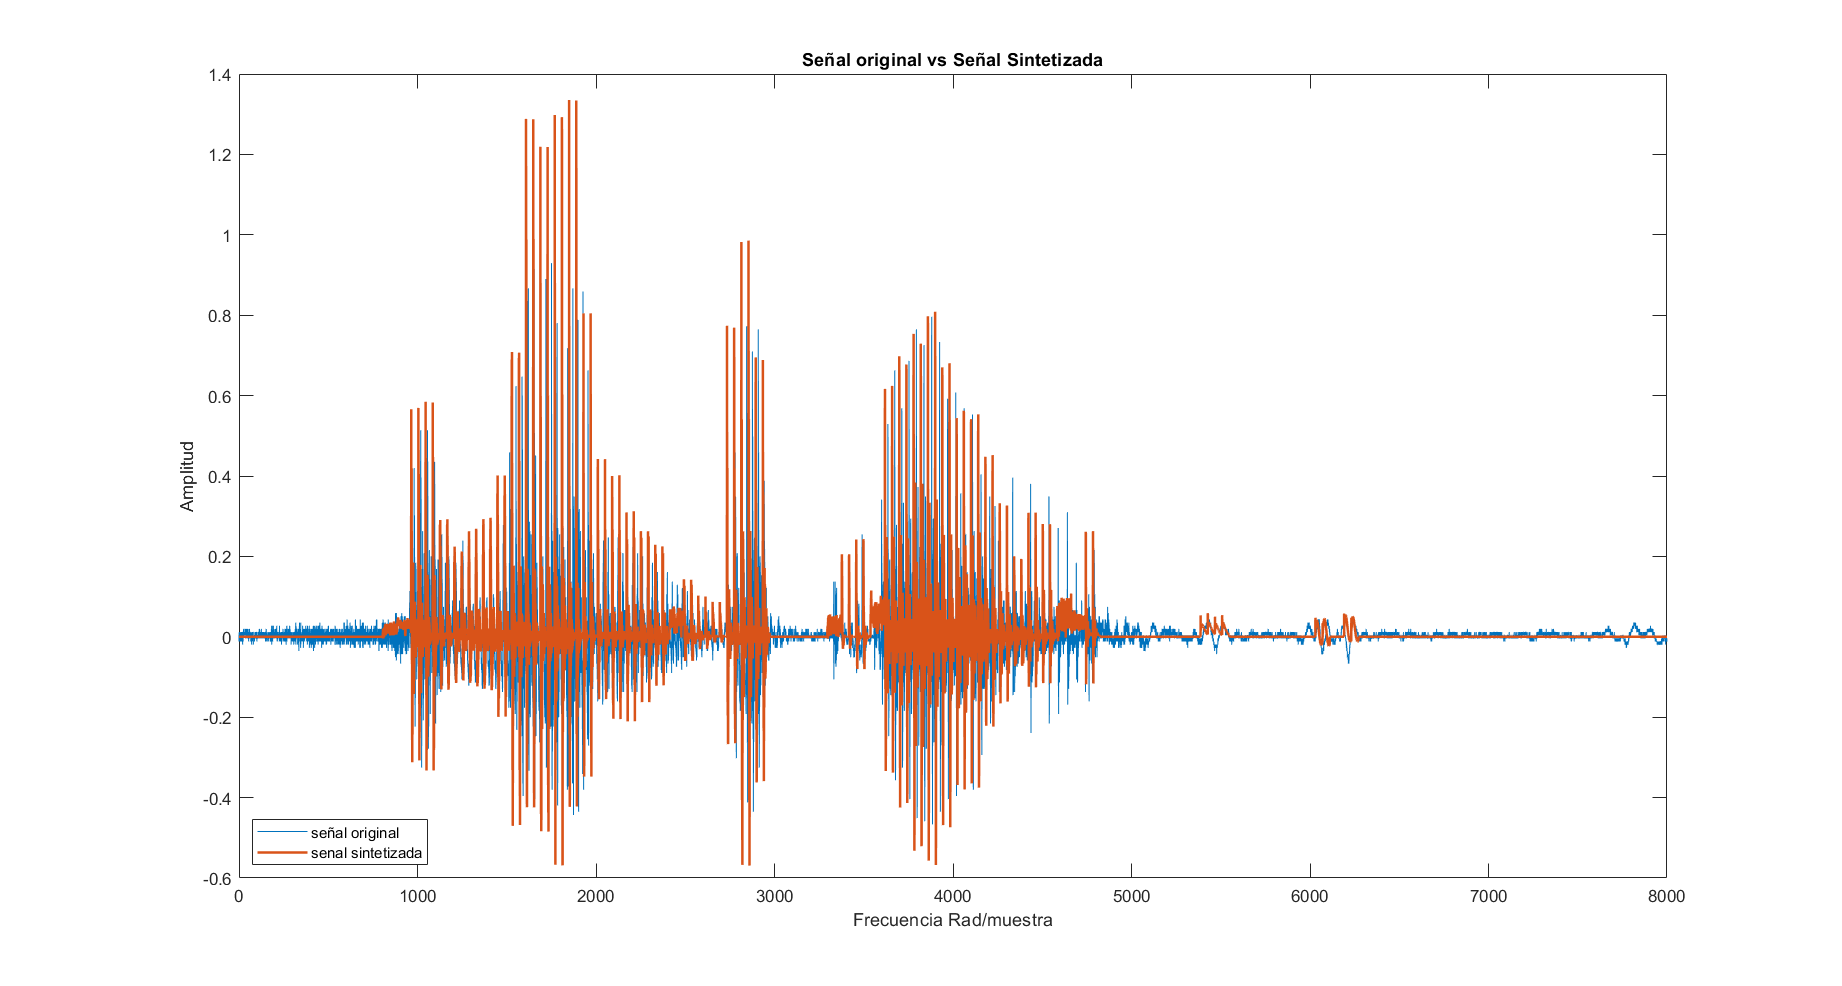 Señal original vs Señal Sintetizada
1.4
1.2
1
0.8
0.6
0.4
0.2
0
-0.2
-0.4
-0.6
Amplitud
señal original
senal sintetizada
0 1000 2000 3000 4000 5000 6000 7000 8000
Frecuencia Rad/muestra